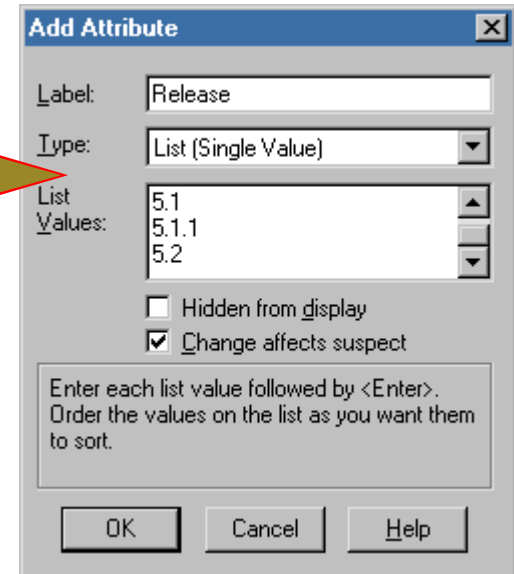 Add Attribute
Label:
Release
Type:
List (Single Value)
List
Values:
5.1
5.1.1
5.2
Hidden from display
Change affects suspect
Enter each list value followed by <Enter>.
Order the values on the list as you want them
to sort.
OK
Cancel
Help